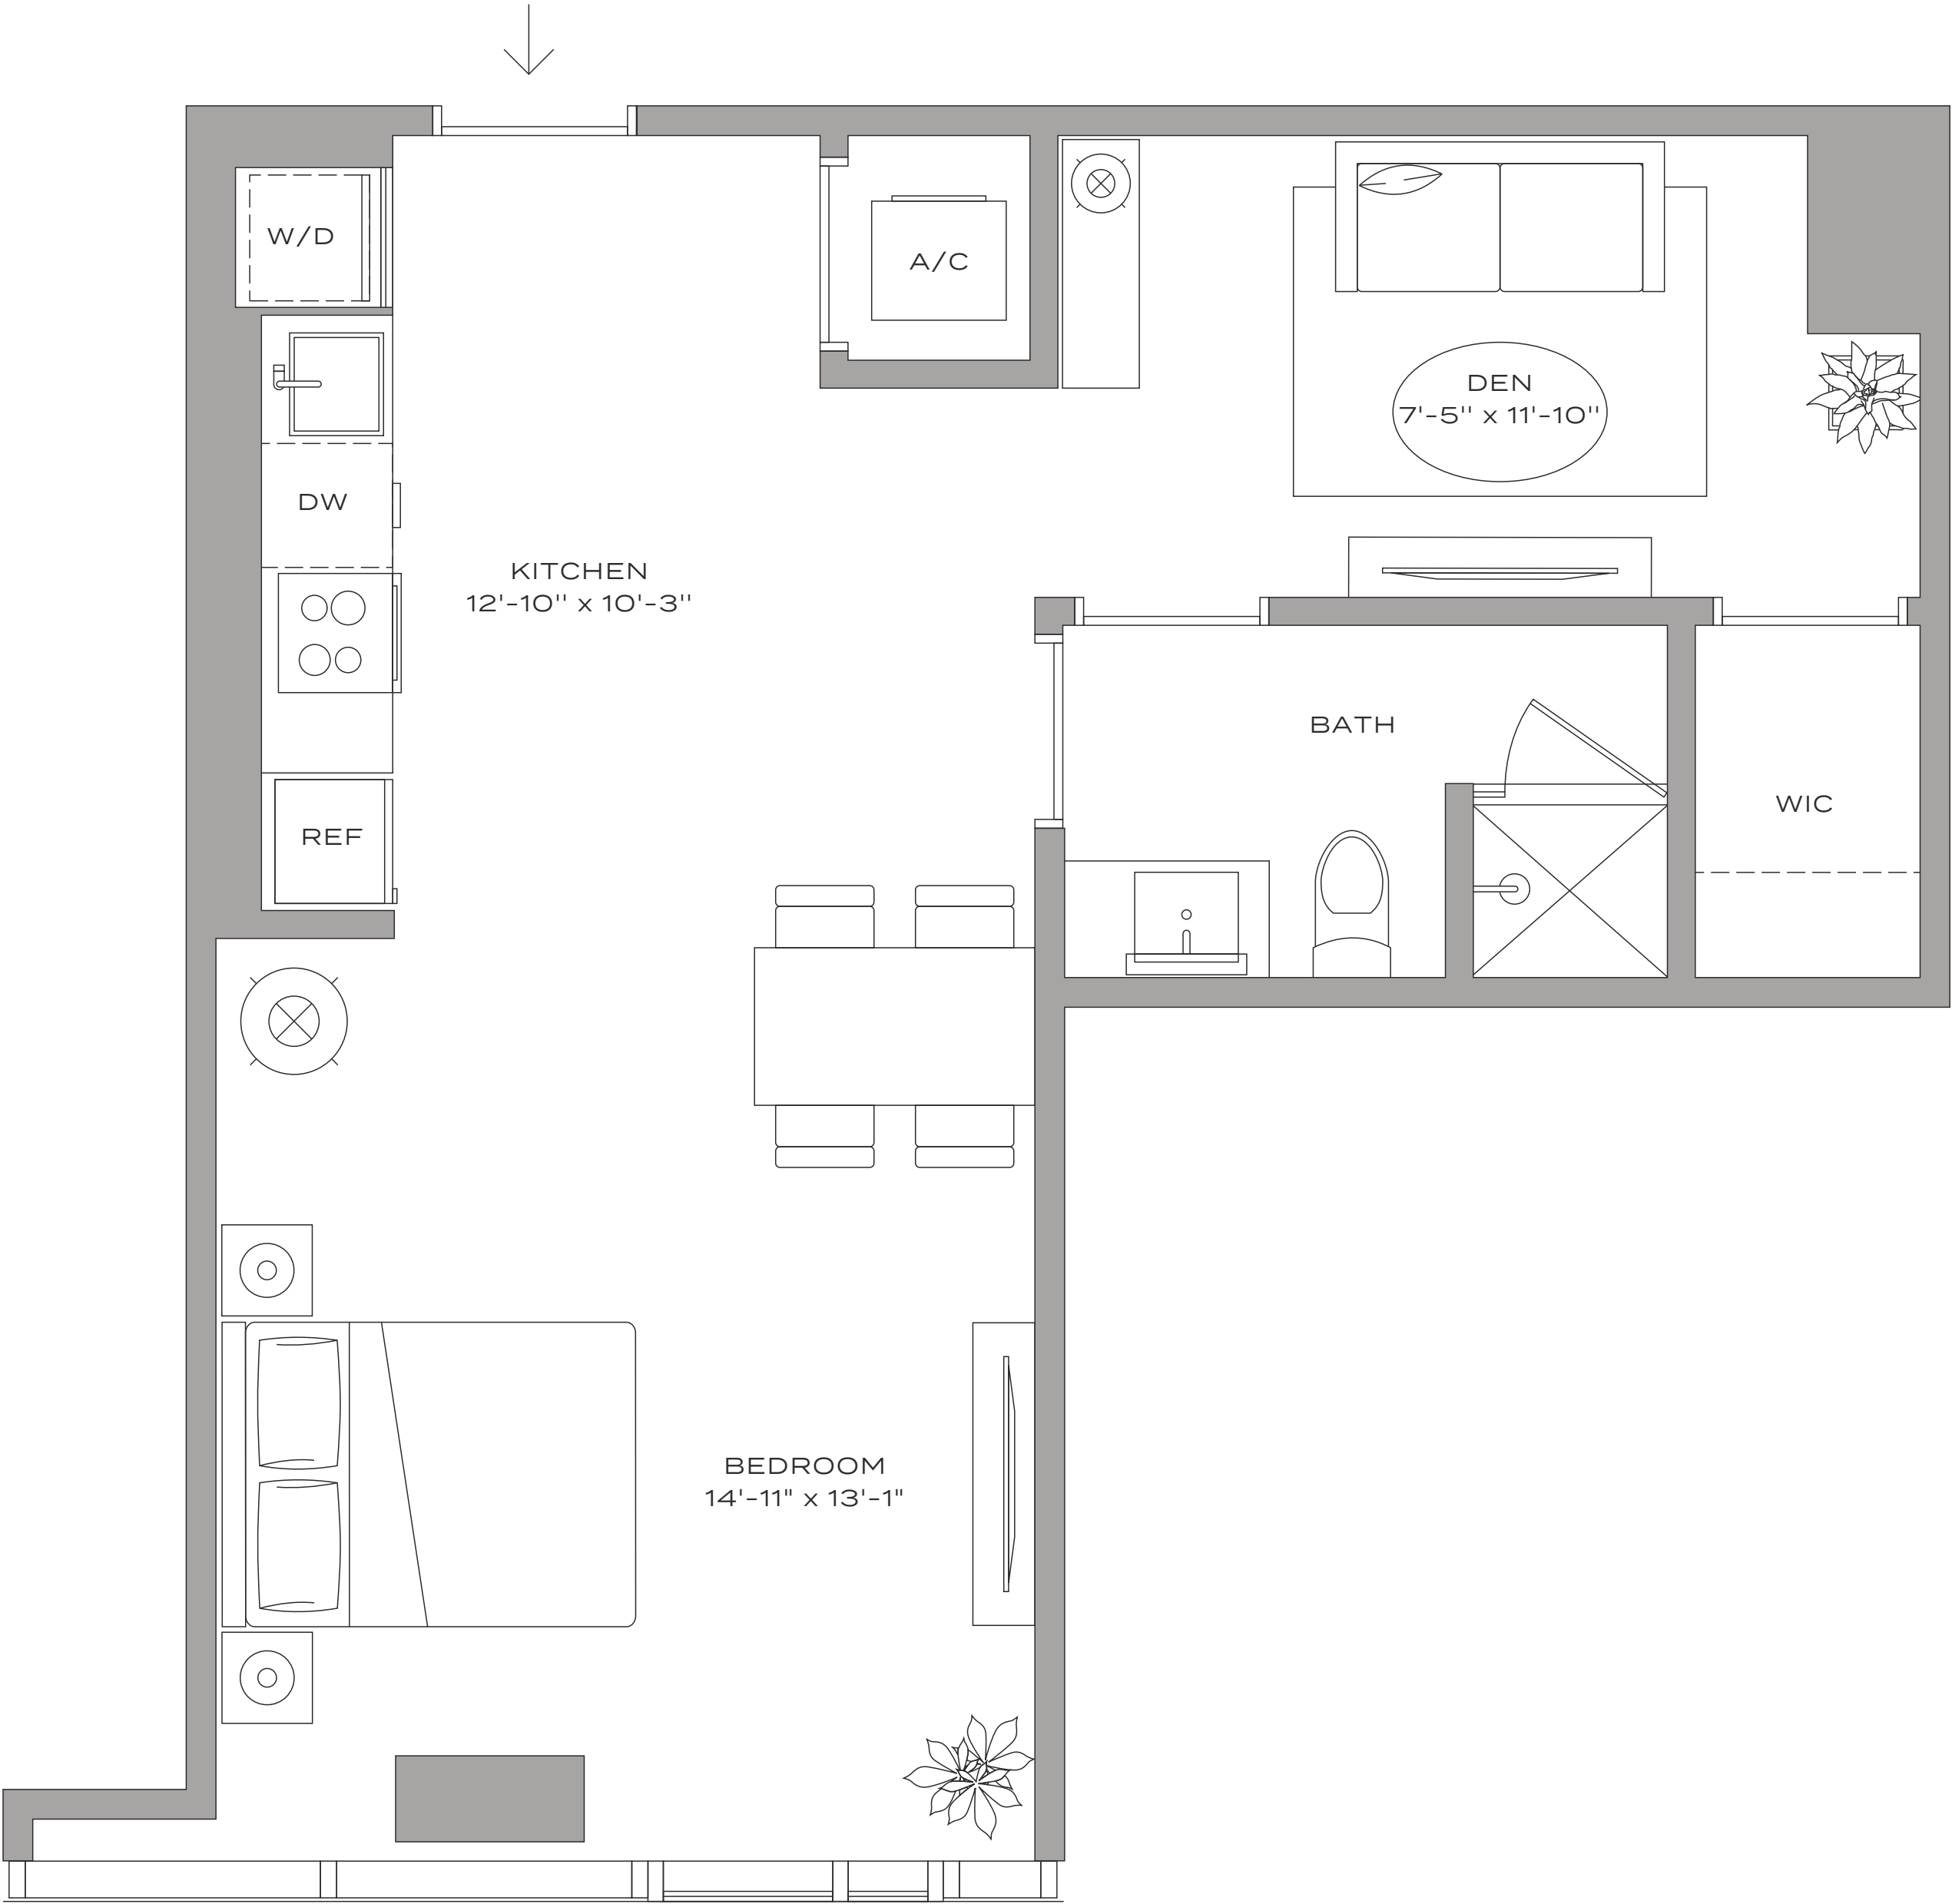 W/D
A/C
DEN
7'-5'' x 11'-10''
DW
KITCHEN
12'-10'' x 10'-3''
BATH
WIC
REF
BEDROOM
14'-11" x 13'-1"